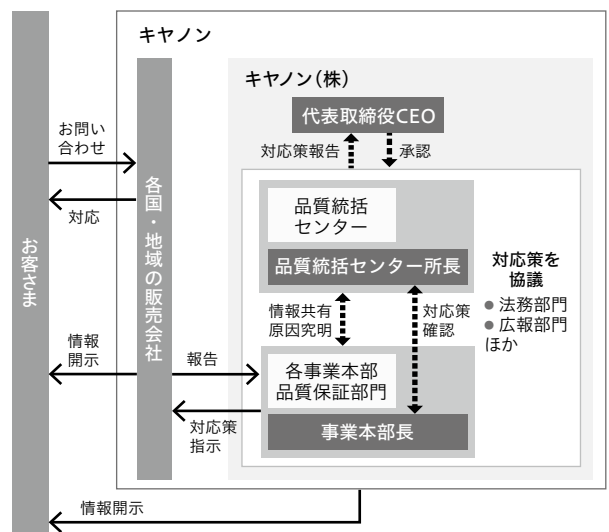 キヤノン
キヤノン(株)
代表取締役CEO
対応策報告
承認
お問い
合わせ
対応
お客さま
各国・地域の販売会社
品質統括
センター
品質統括センター所長
対応策を
協議
● 法務部門
● 広報部門
ほか
情報共有
原因究明
対応策
確認
情報
開示
報告
各事業本部
品質保証部門
事業本部長
対応策
指示
情報開示